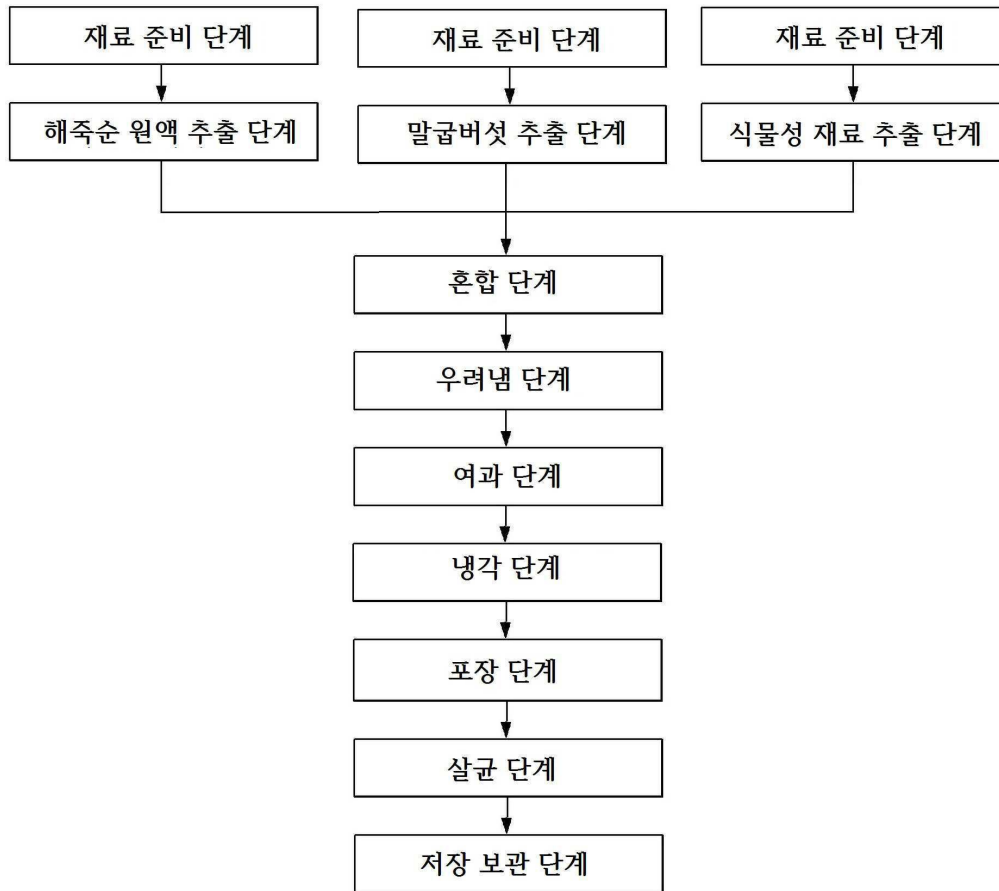 재료 준비 단계
재료 준비 단계
재료 준비 단계
해죽순 원액 추출 단계
말굽버섯 추출 단계
식물성 재료 추출 단계
혼합 단계
우려냄 단계
여과 단계
냉각 단계
포장 단계
살균 단계
저장 보관 단계